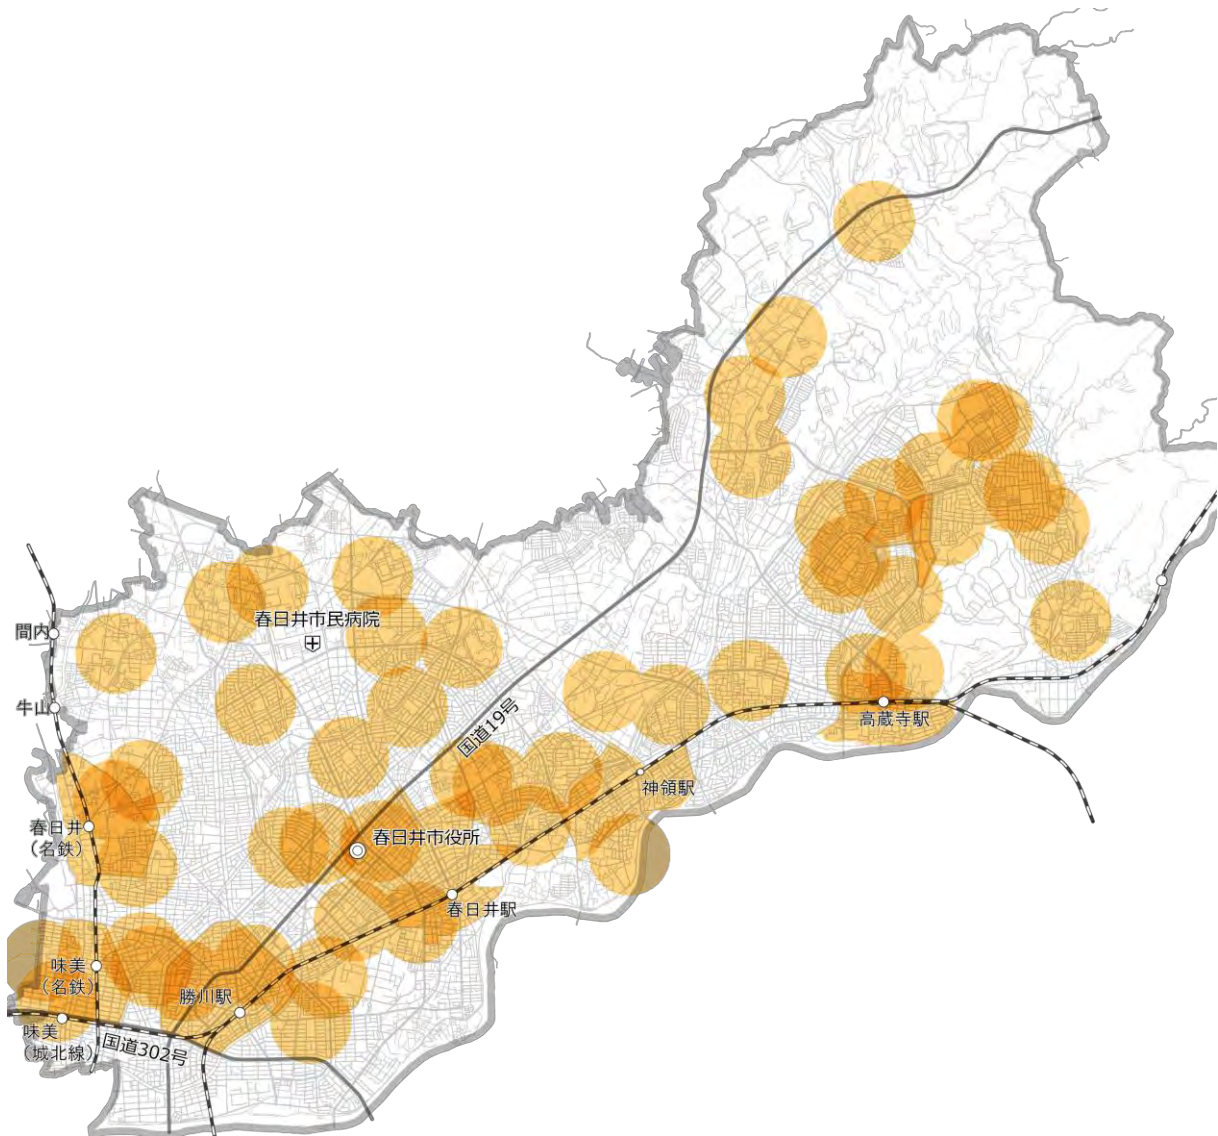 春日井市民病院
間内
牛山
国道19号
高蔵寺駅
神領駅
春日井
（名鉄）
春日井市役所
春日井駅
味美
（名鉄）
勝川駅
味美
（城北線）
国道302号